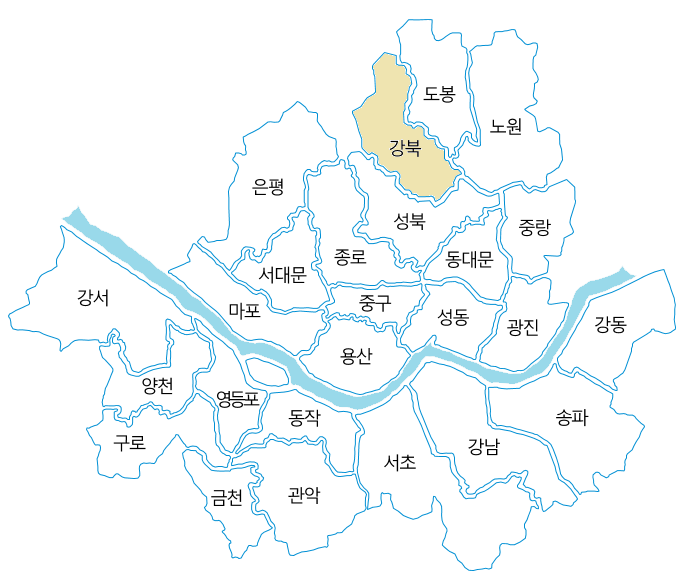 도봉
노원
강북
은평
성북
중랑
종로
서대문
동대문
강서
마포
중구
성동
광진
강동
용산
양천
영등포
동작
송파
구로
강남
서초
금천
관악